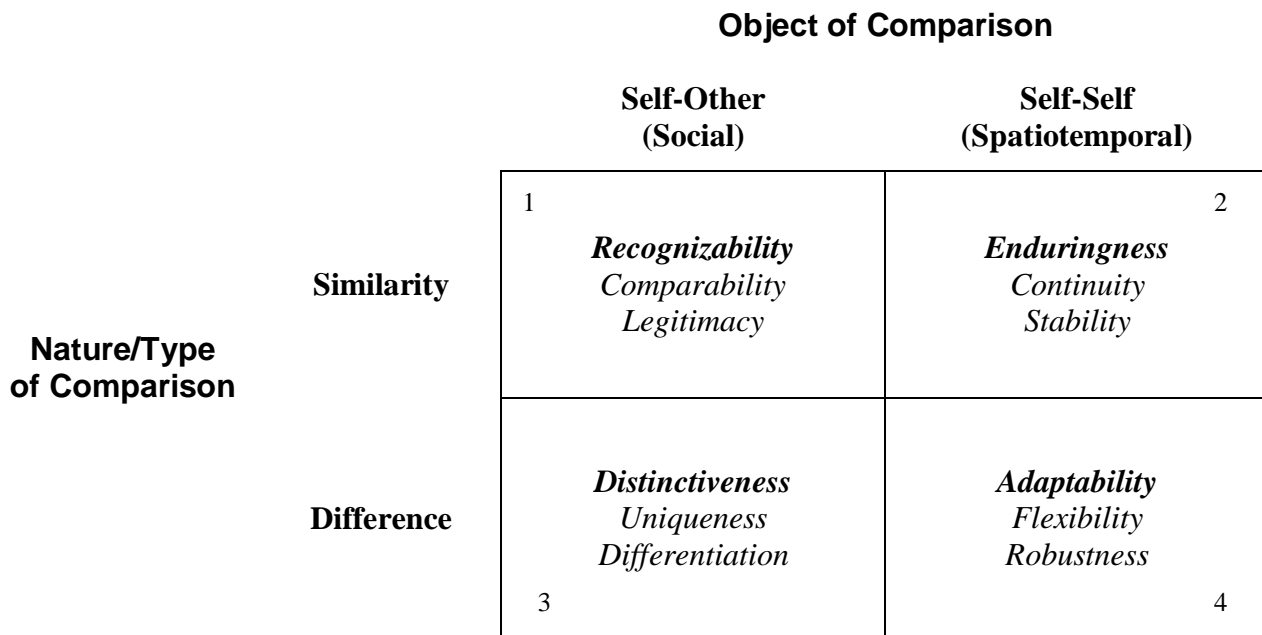 Object of Comparison
Self-Other
(Social)
Self-Self
(Spatiotemporal)
Nature/Type
of Comparison
Similarity
1
Recognizability
Comparability
Legitimacy
2
Enduringness
Continuity
Stability
Difference
Distinctiveness
Uniqueness
Differentiation
3
Adaptability
Flexibility
Robustness
4